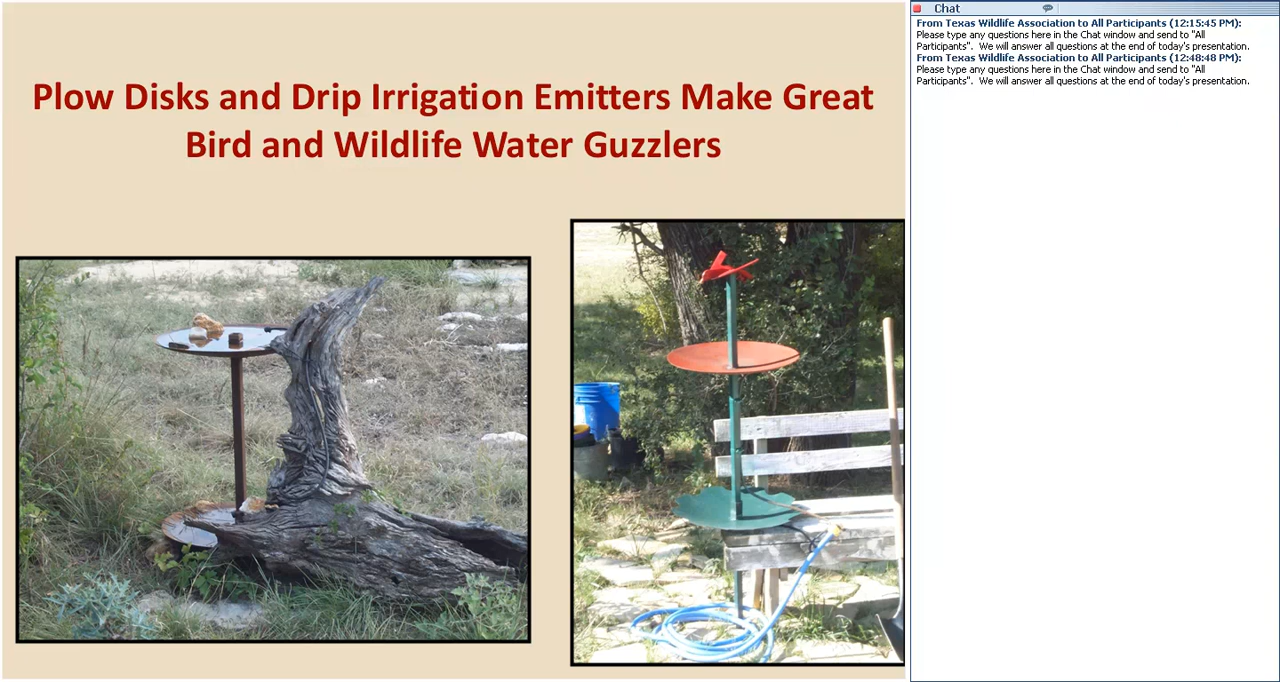 Plow Disks and Drip Irrigation Emitters Make Great
Bird and Wildlife Water Guzzlers
Chat
From Texas Wildlife Association to All Participants (12:15:45 PM):
Please type any questions here in the Chat window and send to "All
Participants".  We will answer all questions at the end of today's presentation.
From Texas Wildlife Association to All Participants (12:48:48 PM):
Please type any questions here in the Chat window and send to "All
Participants".  We will answer all questions at the end of today's presentation.